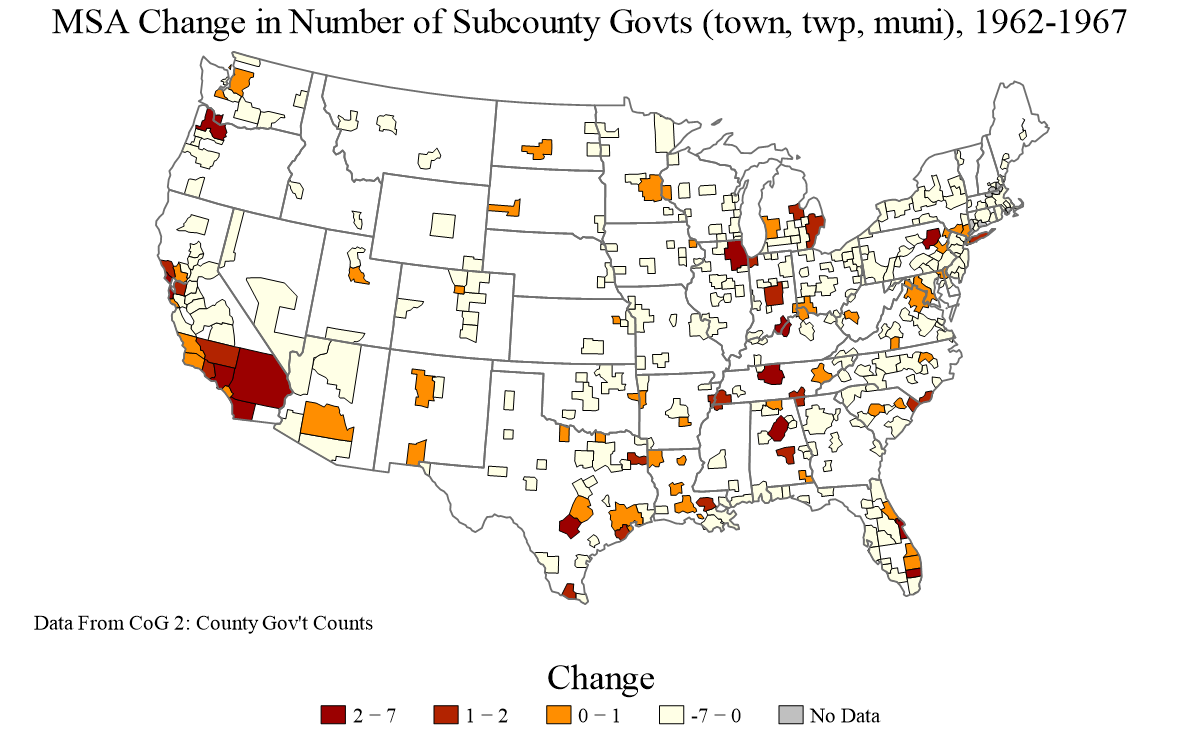 MSA Change in Number of Subcounty Govts (town, twp, muni), 1962-1967
Data From CoG 2: County Gov't Counts
Change
2 − 7 1 − 2 0 − 1 -7 − 0 No Data